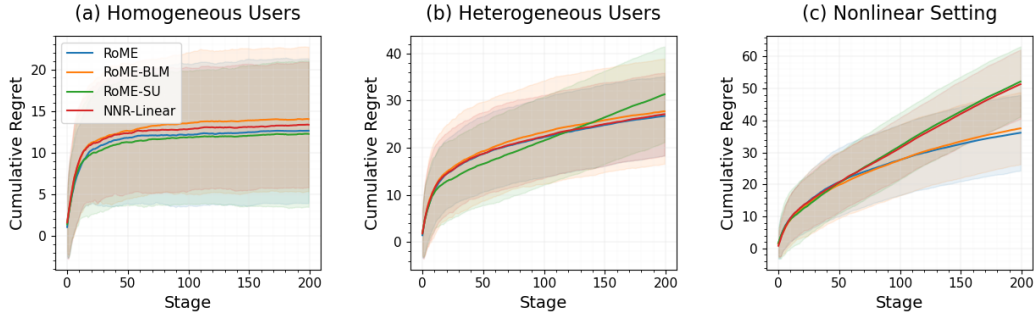 (a) Homogeneous Users
Cumulative Regret
20
15
10
5
0
RoME
RoME-BLM
RoME-SU
NNR-Linear
0 50 100 150 200
Stage
(b) Heterogeneous Users
Cumulative Regret
40
30
20
10
0
0 50 100 150 200
Stage
(c) Nonlinear Setting
Cumulative Regret
60
50
40
30
20
10
0
0 50 100 150 200
Stage